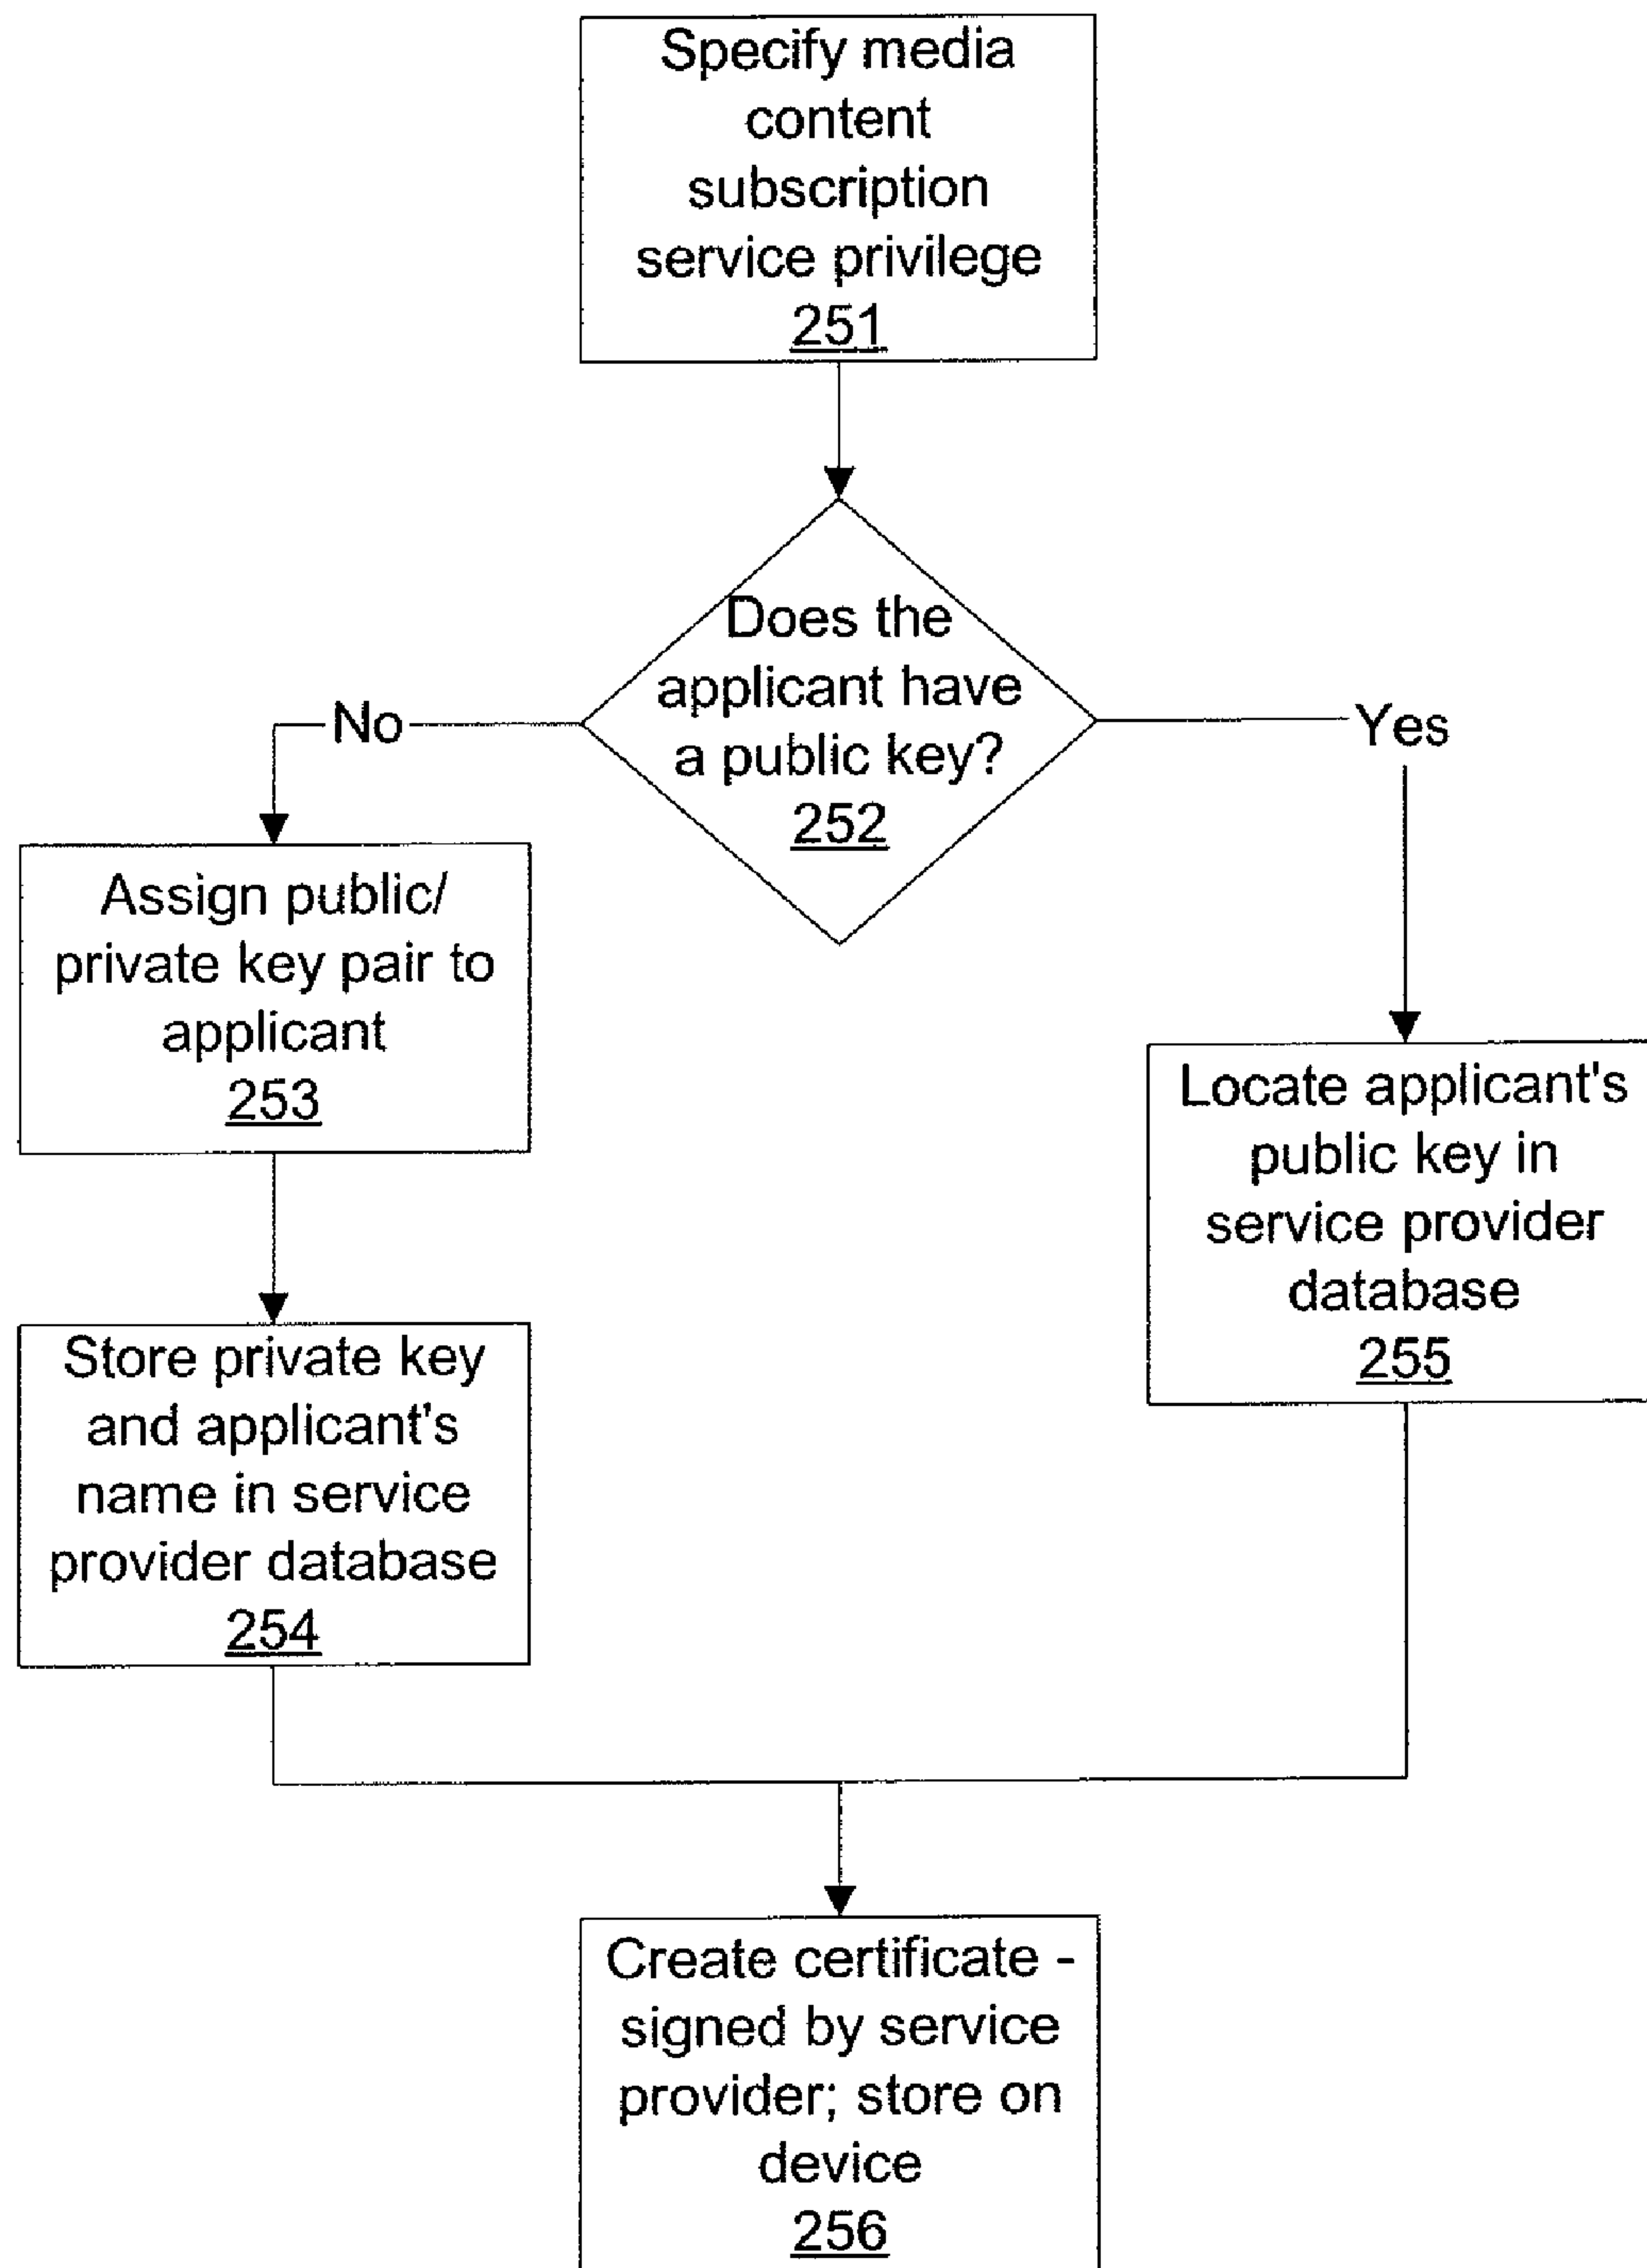 Specify media
content
subscription
service privilege
251
Does the
applicant have
a public key?
252
No
Yes
Assign public/
private key pair to
applicant
253
Locate applicant's
public key in
service provider
database
255
Store private key
and applicant's
name in service
provider database
254
Create certificate -
signed by service
provider; store on
device
256